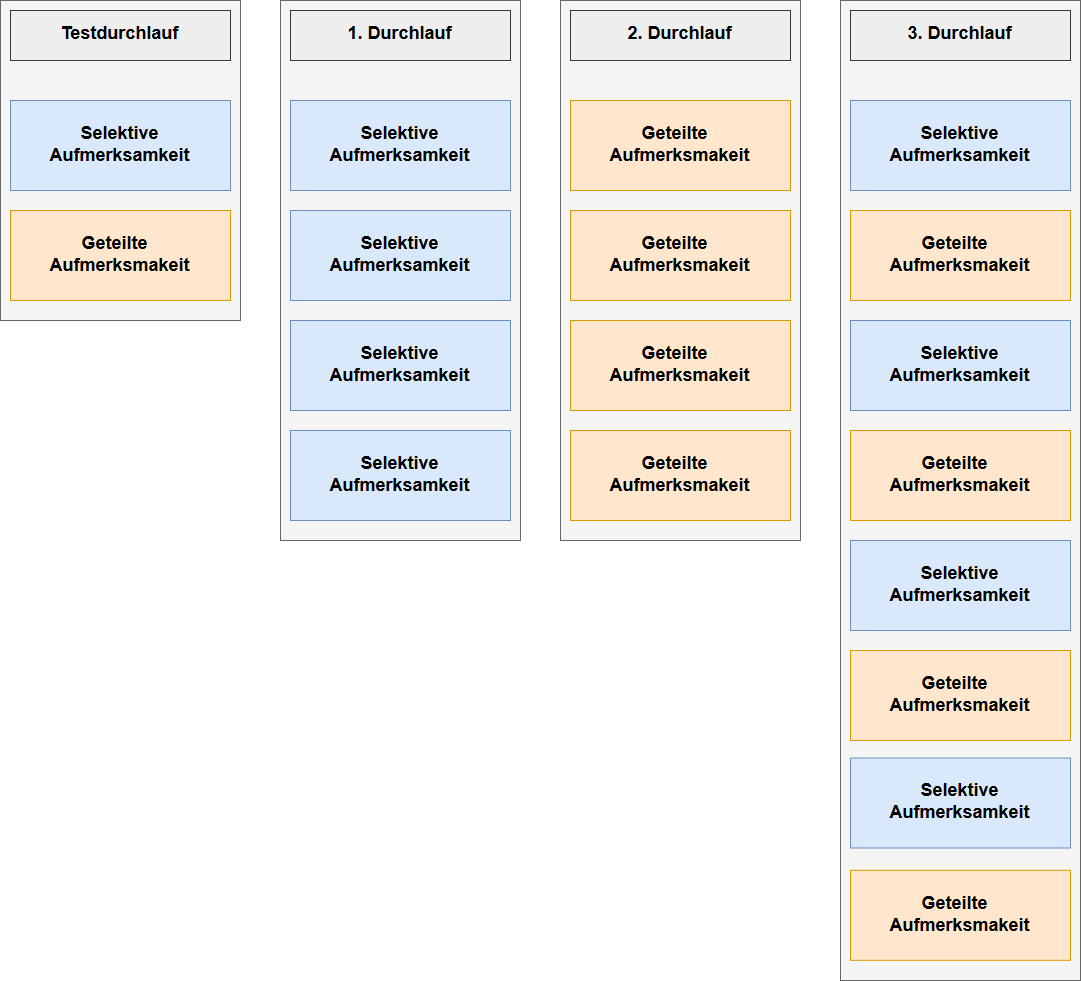 Testdurchlauf
Selektive
Aufmerksamkeit
Geteilte
Aufmerksmakeit
1. Durchlauf
Selektive
Aufmerksamkeit
Selektive
Aufmerksamkeit
Selektive
Aufmerksamkeit
Selektive
Aufmerksamkeit
2. Durchlauf
Geteilte
Aufmerksmakeit
Geteilte
Aufmerksmakeit
Geteilte
Aufmerksmakeit
Geteilte
Aufmerksmakeit
3. Durchlauf
Selektive
Aufmerksamkeit
Geteilte
Aufmerksmakeit
Selektive
Aufmerksamkeit
Geteilte
Aufmerksmakeit
Selektive
Aufmerksamkeit
Geteilte
Aufmerksmakeit
Selektive
Aufmerksamkeit
Geteilte
Aufmerksmakeit